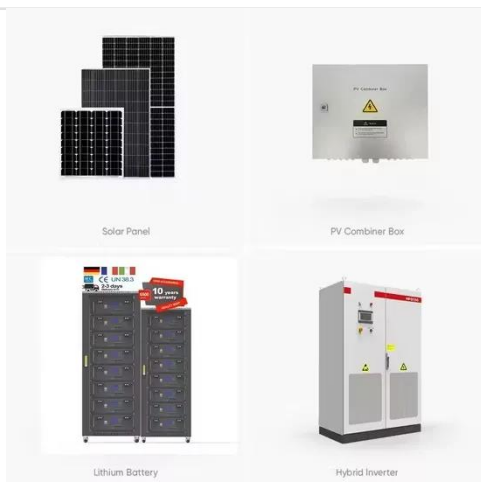 Solar Panel
PV Combiner Box
PV Combiner Box
CE UN38.3
2-3 days
10 years
warranty
Lithium Battery
Hybrid Inverter